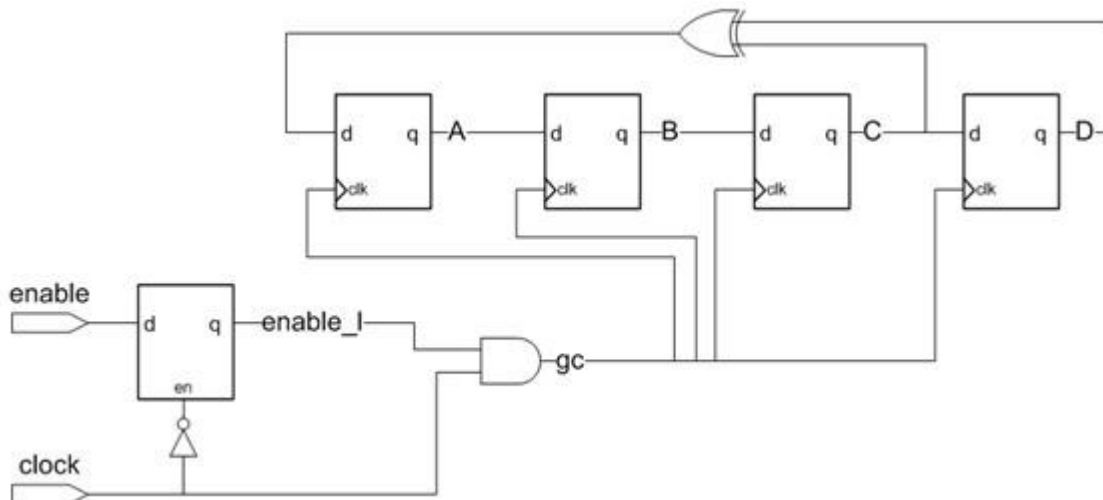 d q A d q B d q C d q D
clk clk clk clk
enable
d q enable_l gc
en
clock